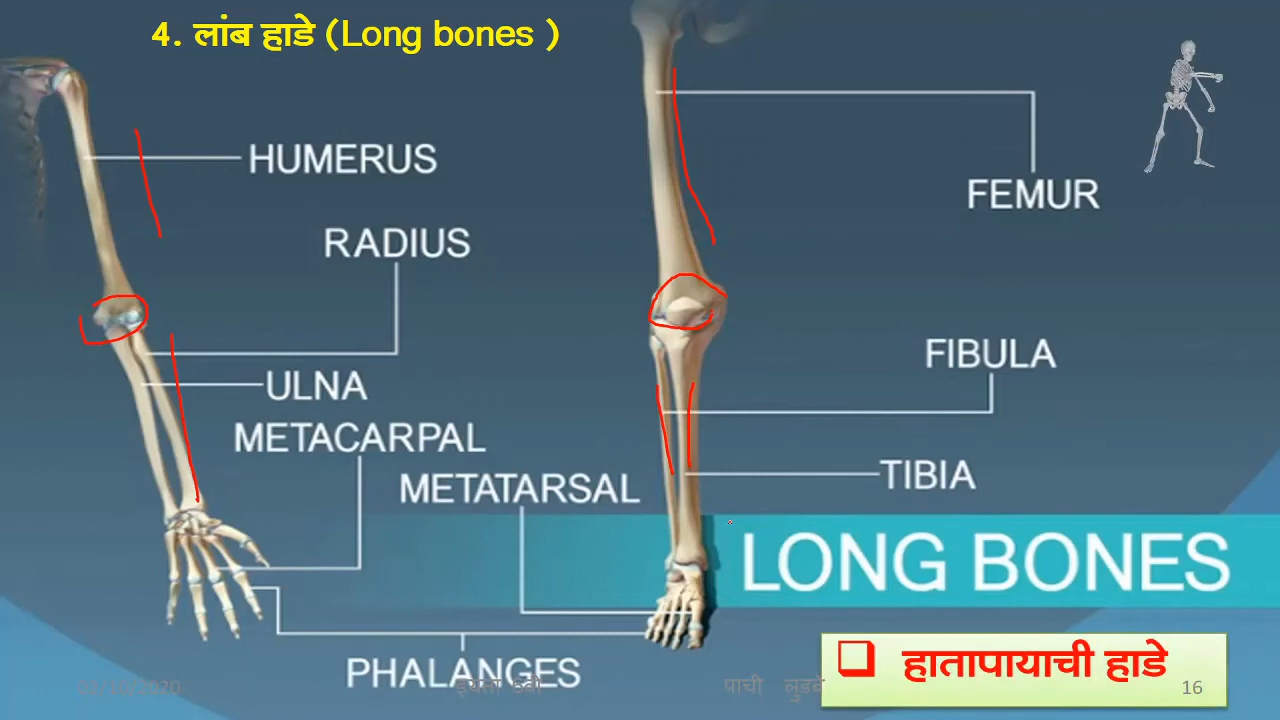 4. लांब हाडे (Long bones )
HUMERUS
RADIUS
ULNA
METACARPAL
METATARSAL
PHALANGES
FEMUR
FIBULA
TIBIA
LONG BONES
❑ हातापायाची हाडे
16